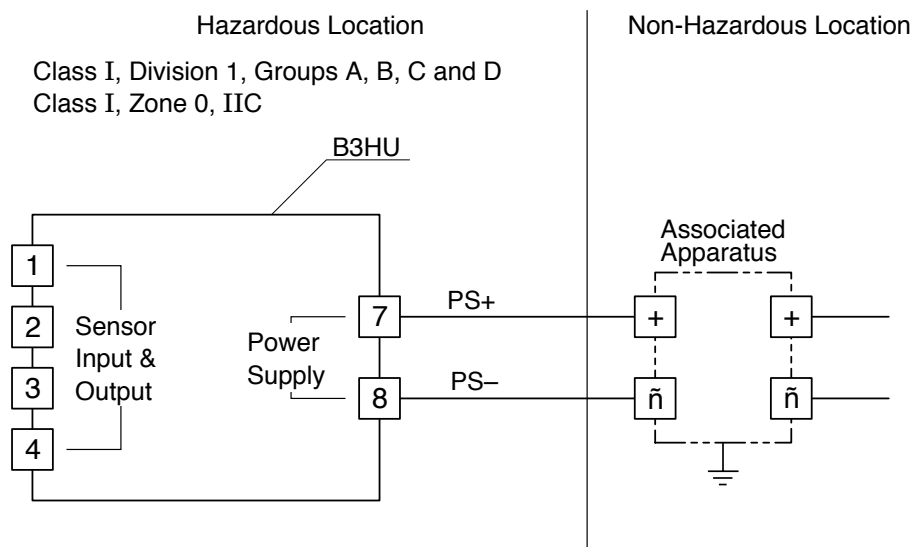 Hazardous Location
Non-Hazardous Location
Class I, Division 1, Groups A, B, C and D
Class I, Zone 0, IIC
B3HU
Associated
Apparatus
1
2
3
4
Sensor
Input &
Output
Power
Supply
7
8
PS+
PS–
+
ñ
+
ñ